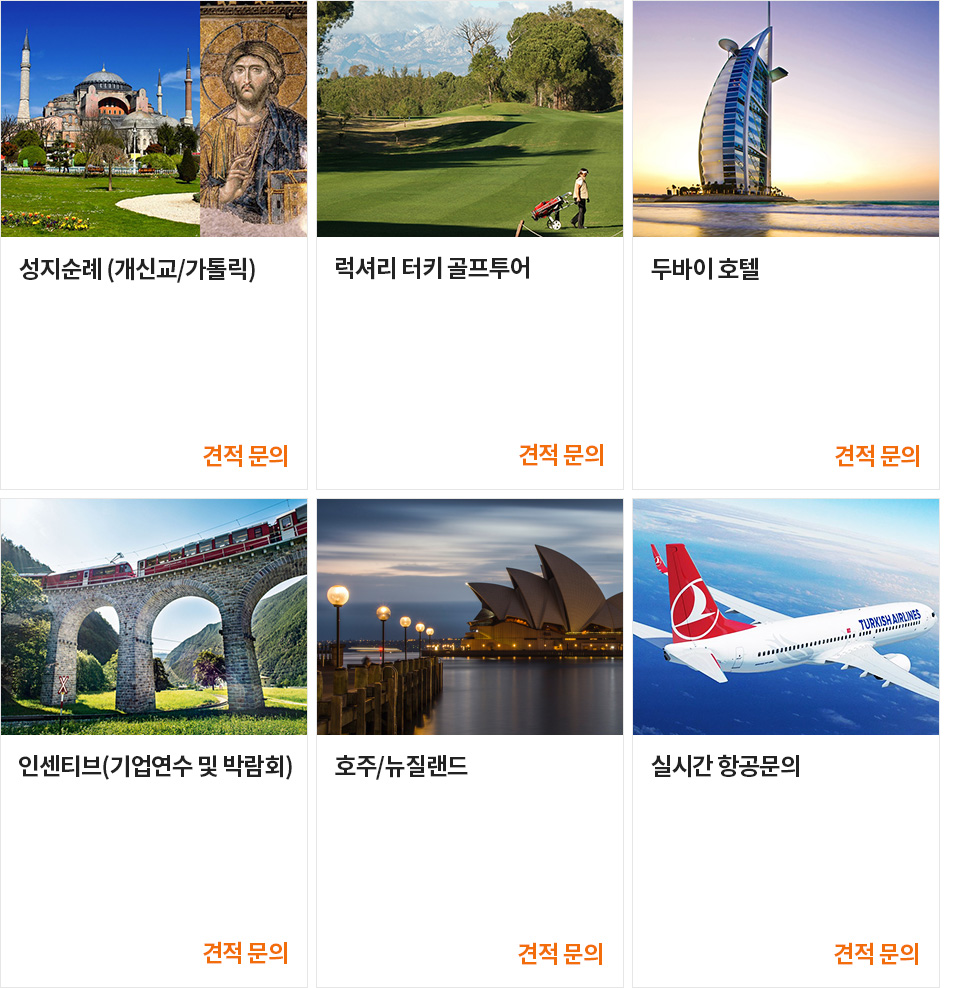 성지순례 (개신교/가톨릭)
럭셔리 터키 골프투어
두바이 호텔
견적 문의
견적 문의
견적 문의
TURKISH AIRLINES
인센티브(기업연수 및 박람회)
호주/뉴질랜드
실시간 항공문의
견적 문의
견적 문의
견적 문의